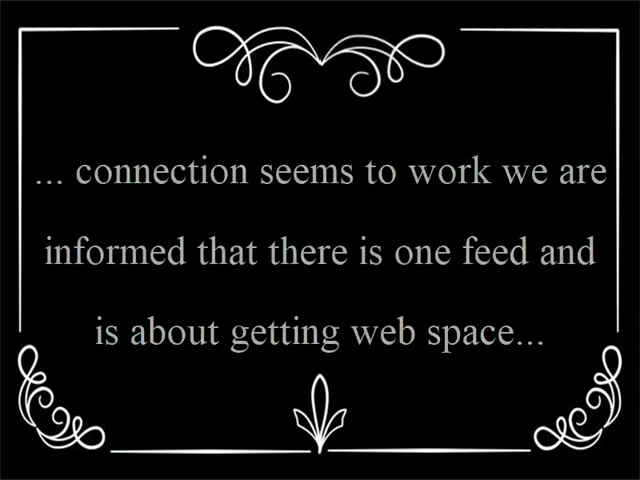 ... connection seems to work we are
informed that there is one feed and
is about getting web space...